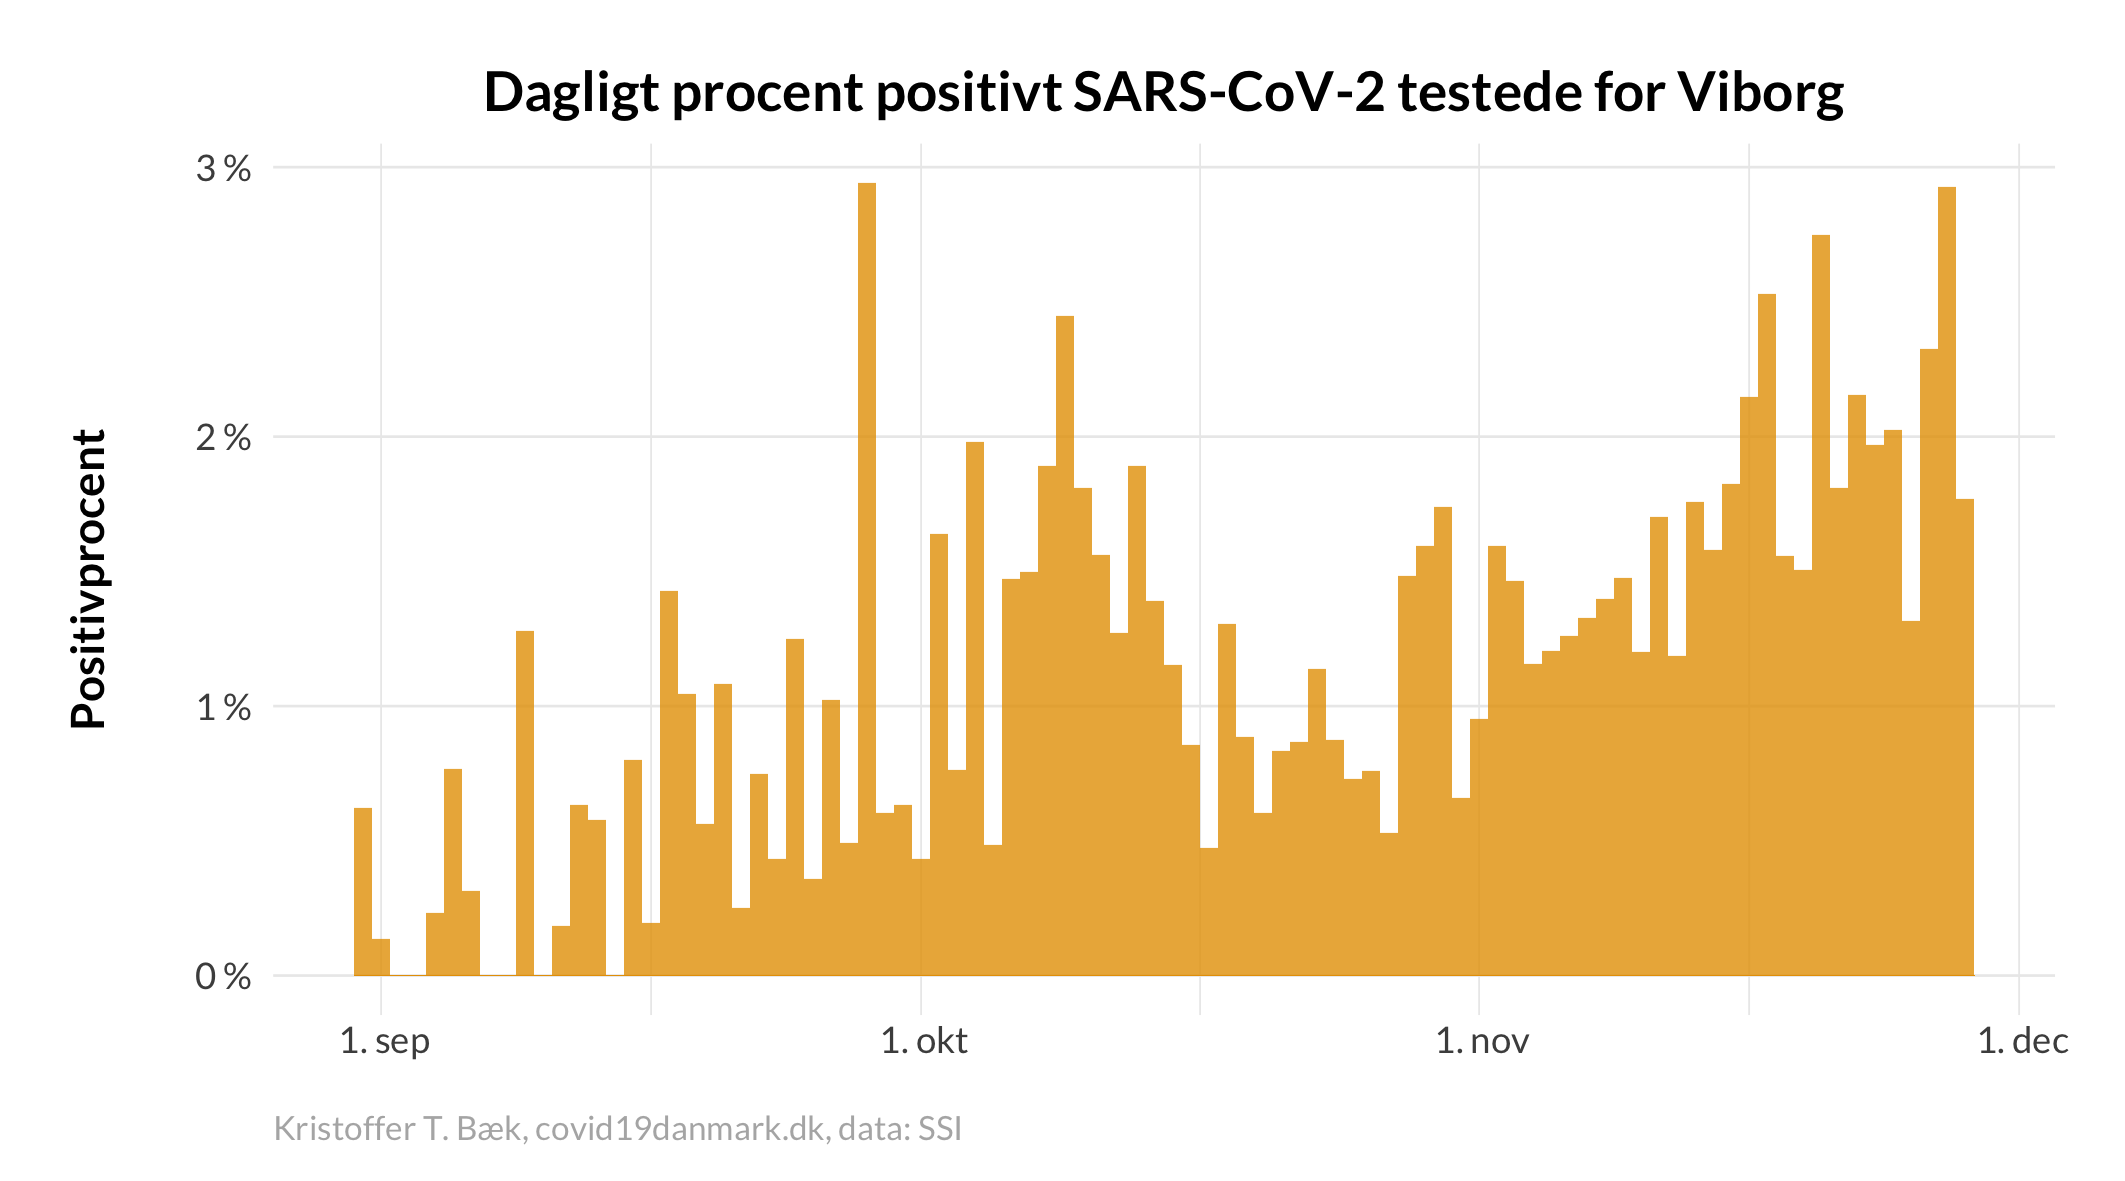 Dagligt procent positivt SARS-CoV-2 testede for Viborg
Positivprocent
3 %
2 %
1 %
0 %
1. sep
1. okt
1. nov
1. dec
Kristoffer T. Bæk, covid19danmark.dk, data: SSI